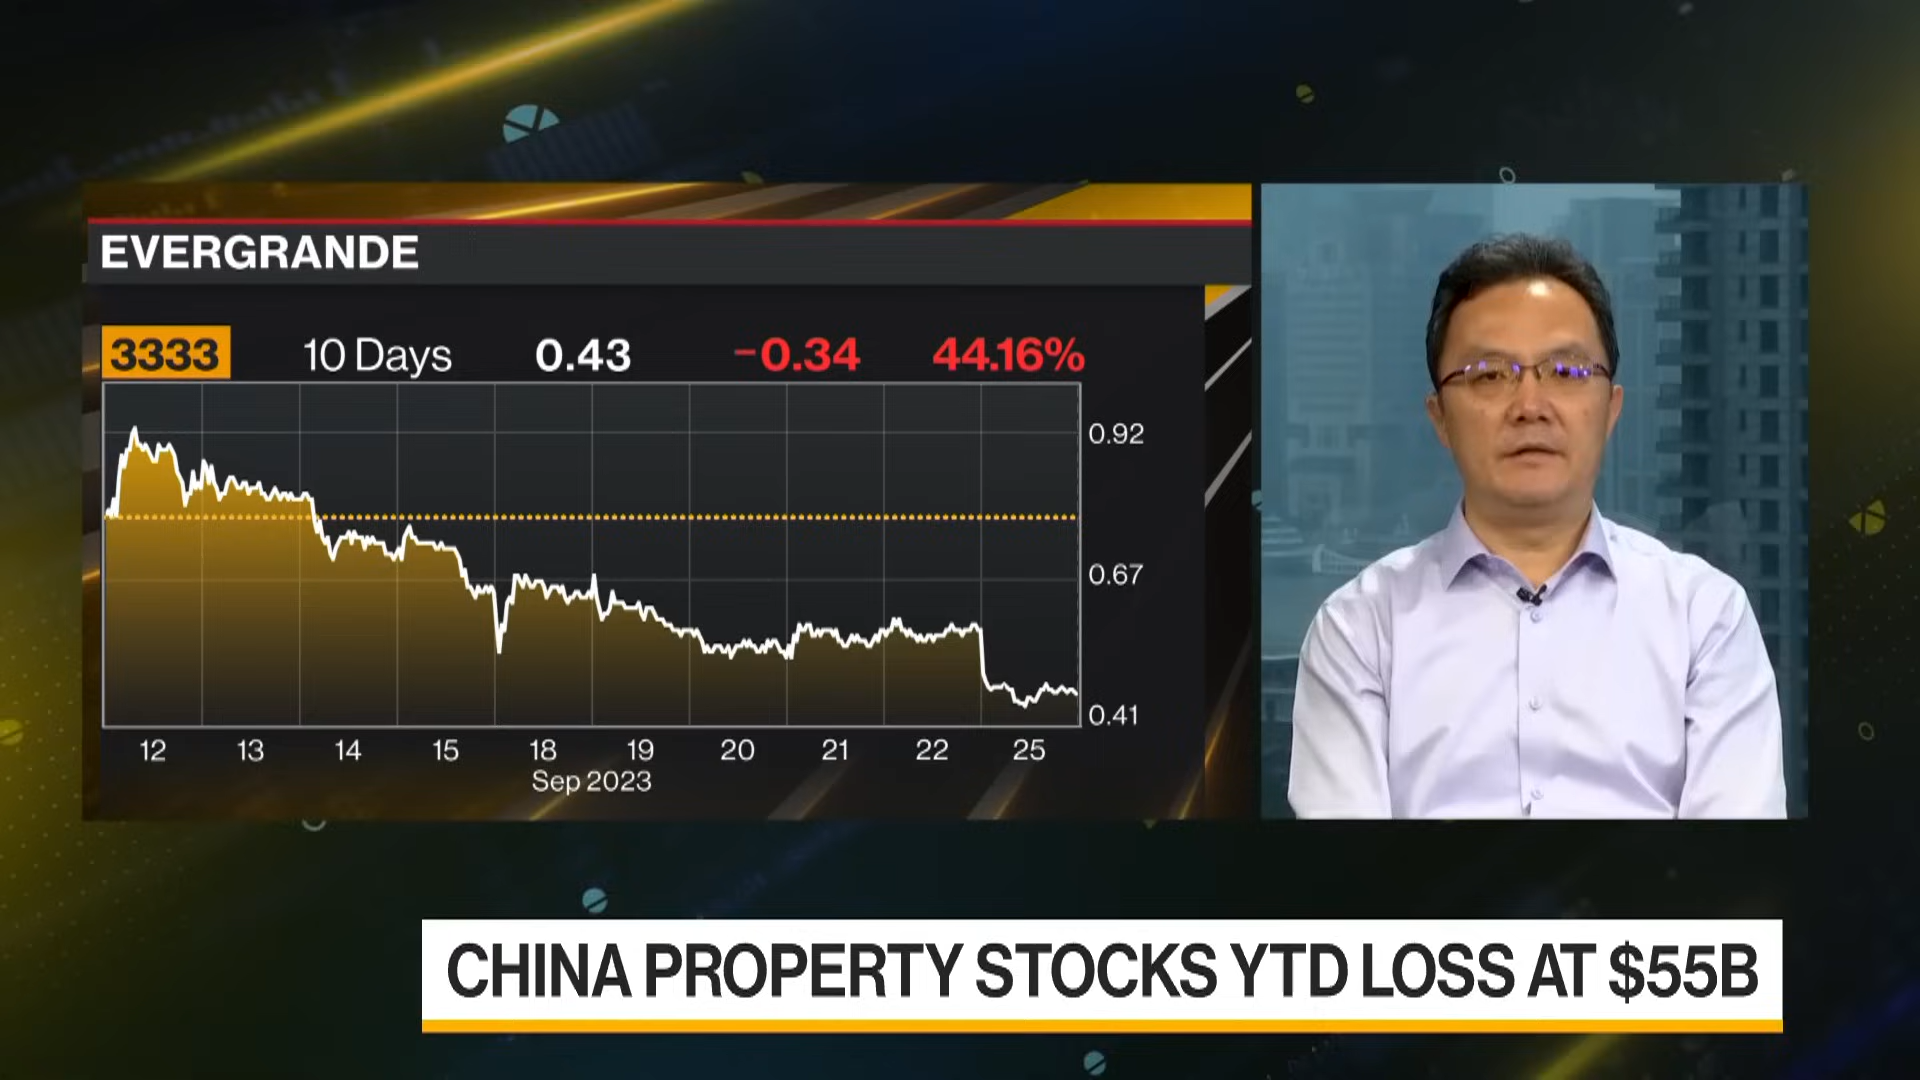 EVERGRANDE
3333 10 Days 0.43 -0.34 44.16%
0.92
0.67
0.41
12 13 14 15 18 19 20 21 22 25
Sep 2023
CHINA PROPERTY STOCKS YTD LOSS AT $55B